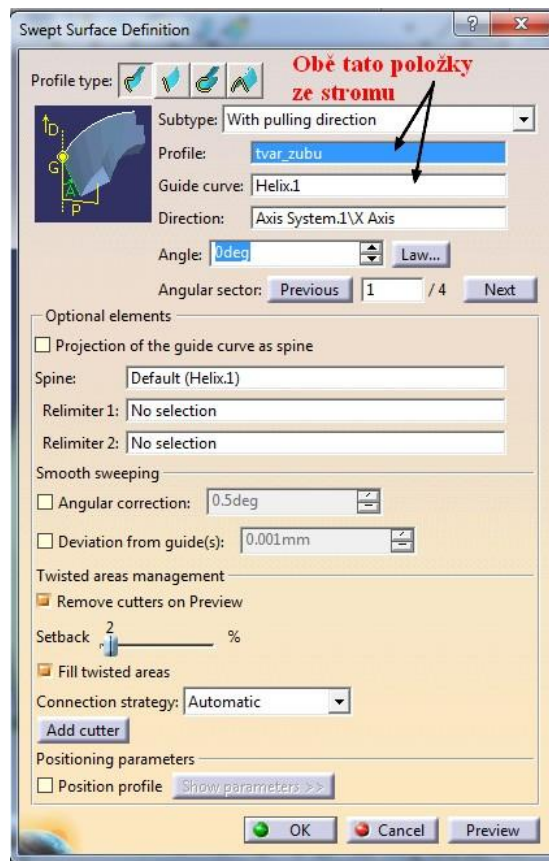 Swept Surface Definition
?
Profile type:
Obě tato položky
ze stromu
Subtype: With pulling direction
D
G
A
P
Profile: tvar_zubu
Guide curve: Helix.1
Direction: Axis System.1\X Axis
Angle: 0deg Law...
Angular sector: Previous 1 / 4 Next
Optional elements
Projection of the guide curve as spine
Spine: Default (Helix.1)
Relimiter 1: No selection
Relimiter 2: No selection
Smooth sweeping
Angular correction: 0.5deg
Deviation from guide(s): 0.001mm
Twisted areas management
Remove cutters on Preview
Setback 2 %
Fill twisted areas
Connection strategy: Automatic
Add cutter
Positioning parameters
Position profile Show parameters >>
OK Cancel Preview